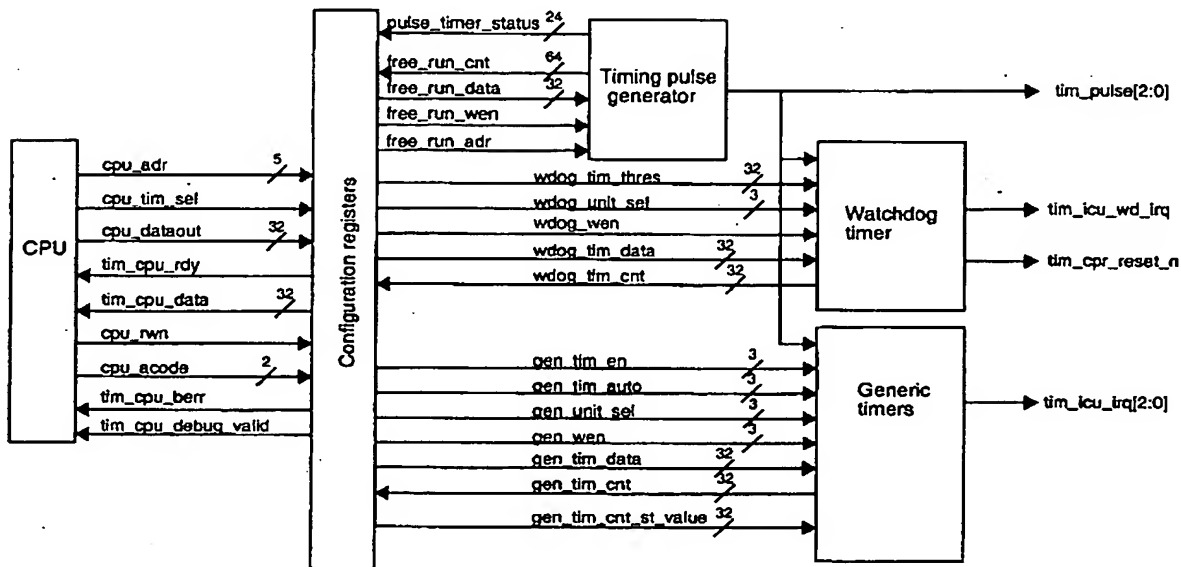 CPU
cpu_adr 5
cpu_tim_sel
cpu_dataout 32
tim_cpu_rdy
tim_cpu_data 32
cpu_rwn
cpu_acode 2
tim_cpu_berr
tim_cpu_debug_valid
Configuration registers
pulse_timer_status 24
free_run_cnt 64
free_run_data 32
free_run_wen
free_run_adr
Timing pulse
generator
tim_pulse[2:0]
wdog_tim_thres 32
wdog_unit_sel 3
wdog_wen
wdog_tim_data 32
wdog_tim_cnt 32
Watchdog
timer
tim_icu_wd_irq
tim_cpr_reset_n
gen_tim_en 3
gen_tim_auto 3
gen_unit_sel 3
gen_wen 3
gen_tim_data 32
gen_tim_cnt 32
gen_tim_cnt_st_value 32
Generic
timers
tim_icu_irq[2:0]